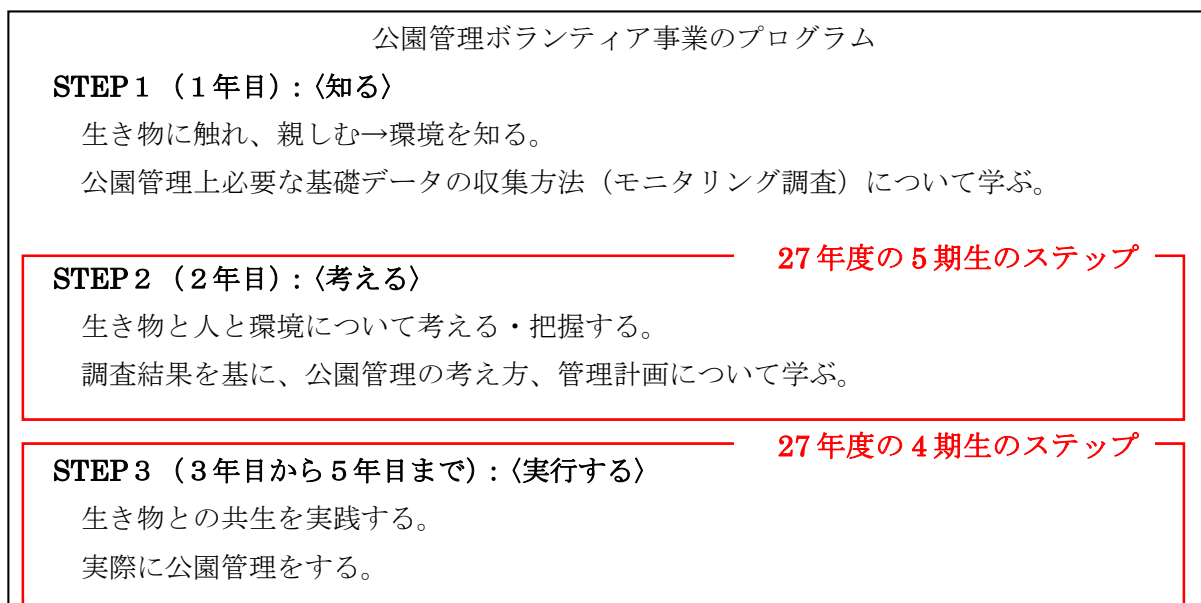 公園管理ボランティア事業のプログラム
STEP1（1年目）：〈知る〉
生き物に触れ、親しむ→環境を知る。
公園管理上必要な基礎データの収集方法（モニタリング調査）について学ぶ。
27年度の5期生のステップ
STEP2（2年目）：〈考える〉
生き物と人と環境について考える・把握する。
調査結果を基に、公園管理の考え方、管理計画について学ぶ。
27年度の4期生のステップ
STEP3（3年目から5年目まで）：〈実行する〉
生き物との共生を実践する。
実際に公園管理をする。